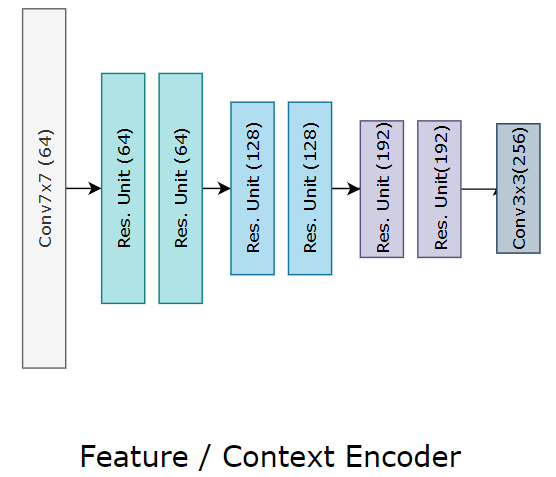 Conv7x7 (64)
Res. Unit (64)
Res. Unit (64)
Res. Unit (128)
Res. Unit (128)
Res. Unit (192)
Res. Unit(192)
Conv3x3(256)
Feature / Context Encoder